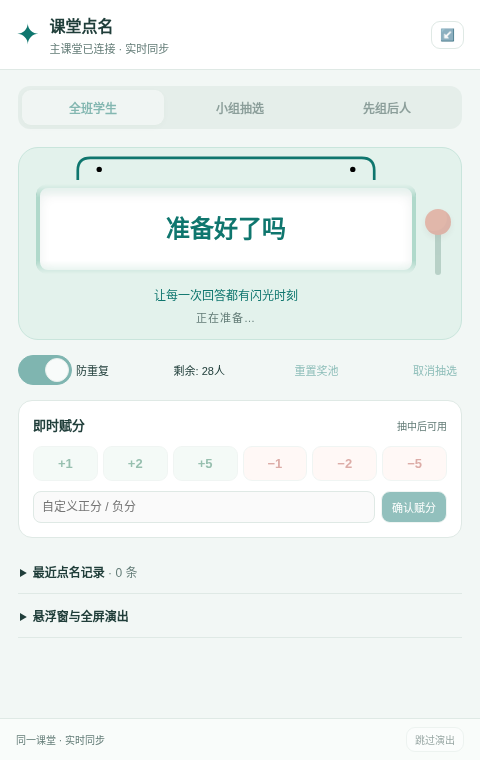 课堂点名
主课堂已连接 · 实时同步
全班学生
小组抽选
先组后人
准备好了吗
让每一次回答都有闪光时刻
正在准备…
防重复
剩余: 28人
重置奖池
取消抽选
即时赋分
抽中后可用
+1
+2
+5
−1
−2
−5
自定义正分 / 负分
确认赋分
最近点名记录 · 0 条
悬浮窗与全屏演出
同一课堂 · 实时同步
跳过演出